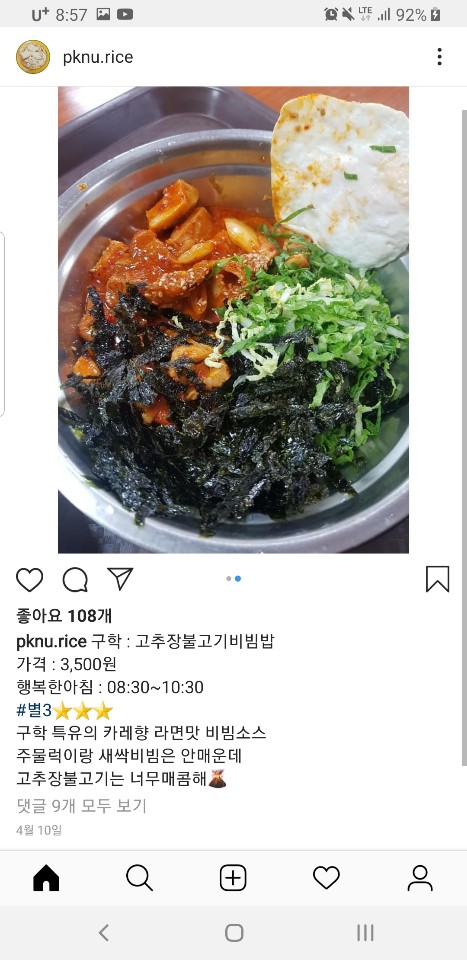 U+ 8:57 LTE 92%
pknu.rice
좋아요 108개
pknu.rice 구학 : 고추장불고기비빔밥
가격 : 3,500원
행복한아침 : 08:30~10:30
#별3⭐⭐⭐
구학 특유의 카레향 라면맛 비빔소스
주물럭이랑 새싹비빔은 안매운데
고추장불고기는 너무매콤해🌋
댓글 9개 모두 보기
4월 10일